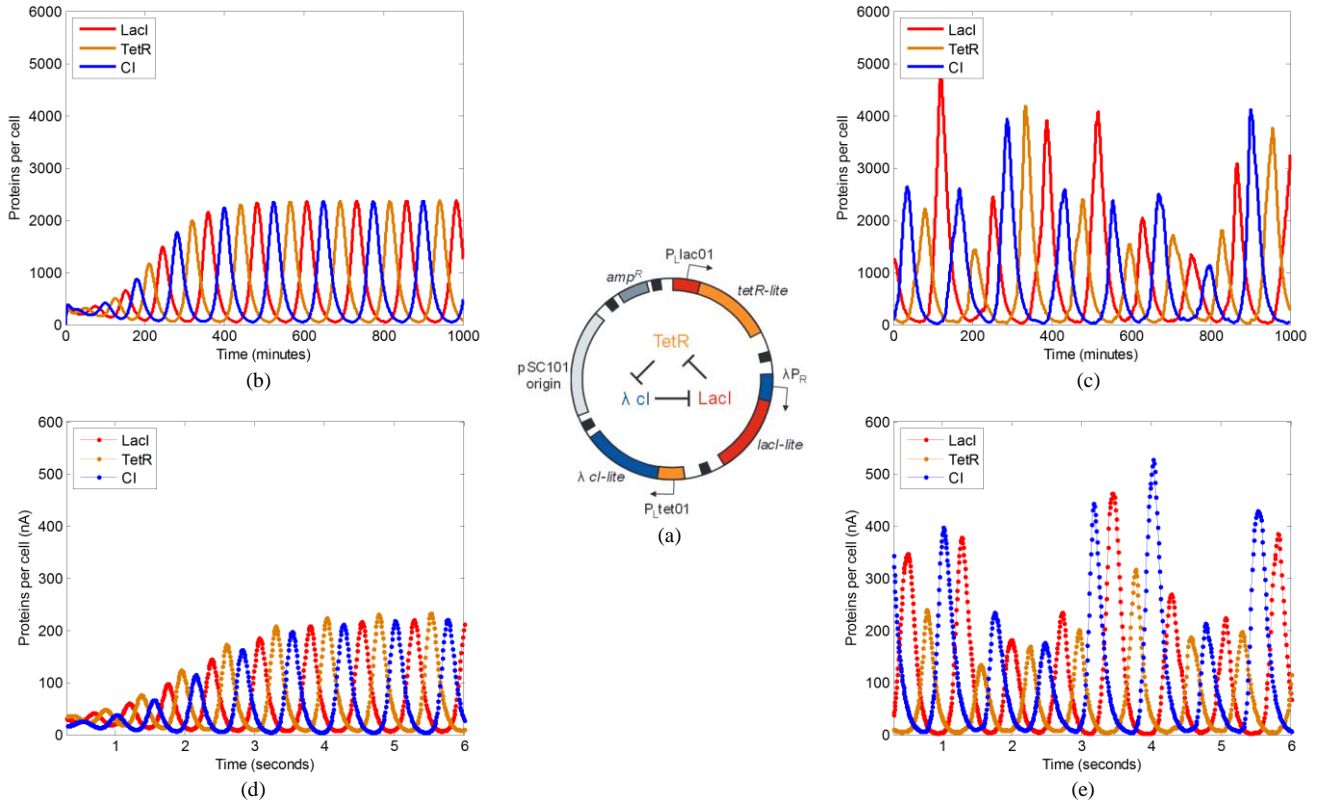 6000
5000
4000
3000
2000
1000
0
Proteins per cell
LacI
TetR
CI
0 200 400 600 800 1000
Time (minutes)
(b)
6000
5000
4000
3000
2000
1000
0
Proteins per cell
LacI
TetR
CI
0 200 400 600 800 1000
Time (minutes)
(c)
PLlac01
ampR
tetR-lite
TetR
pSC101
origin
λPR
λ cI
LacI
lacI-lite
λ cI-lite
PLtet01
(a)
600
500
400
300
200
100
0
Proteins per cell (nA)
LacI
TetR
CI
1 2 3 4 5 6
Time (seconds)
(d)
600
500
400
300
200
100
0
Proteins per cell (nA)
LacI
TetR
CI
1 2 3 4 5 6
Time (seconds)
(e)